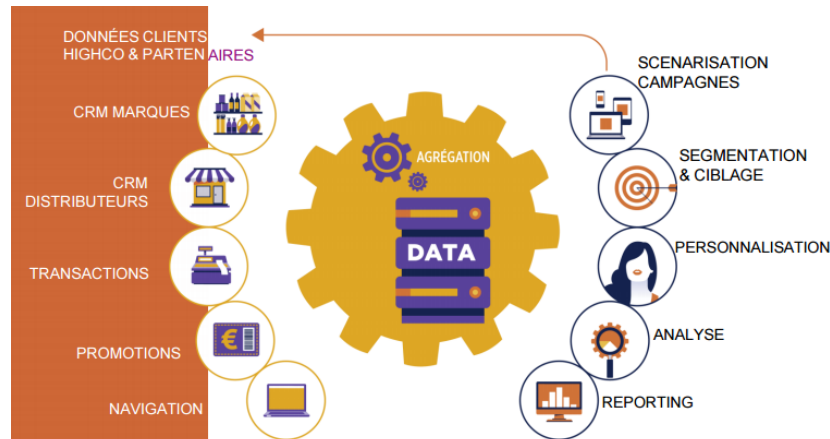 DONNÉES CLIENTS
HIGHCO & PARTENAIRES
CRM MARQUES
CRM
DISTRIBUTEURS
TRANSACTIONS
PROMOTIONS
NAVIGATION
AGRÉGATION
DATA
€
SCENARISATION
CAMPAGNES
SEGMENTATION
& CIBLAGE
PERSONNALISATION
ANALYSE
REPORTING